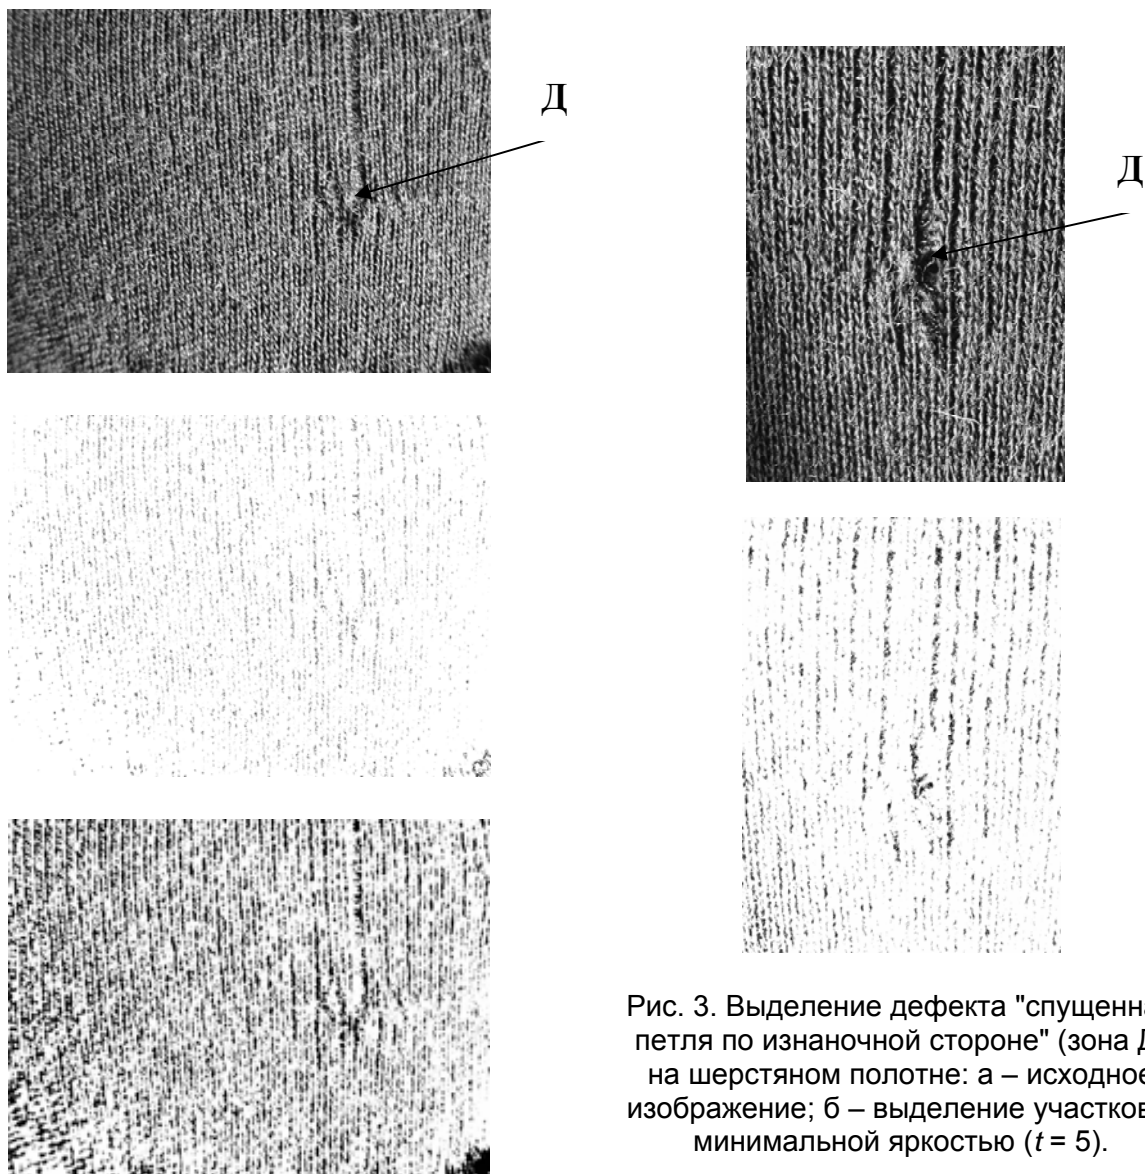 Д
Д
Рис. 3. Выделение дефекта "спущенна
петля по изнаночной стороне" (зона Д
на шерстяном полотне: а – исходное
изображение; б – выделение участков
минимальной яркостью (t = 5).